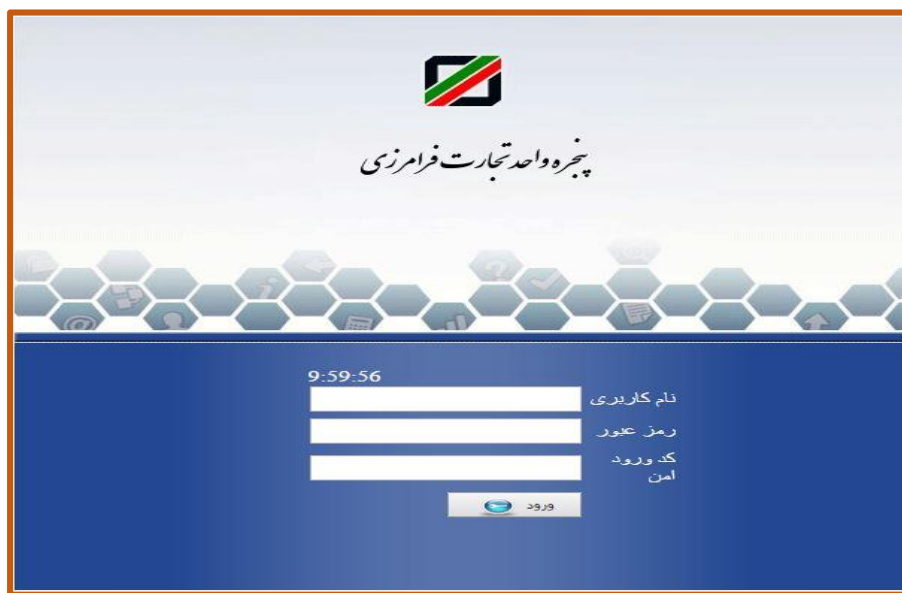 پنجره واحد تجارت فرامرزی
9:59:56
نام کاربری
رمز عبور
کد ورود
امن
ورود